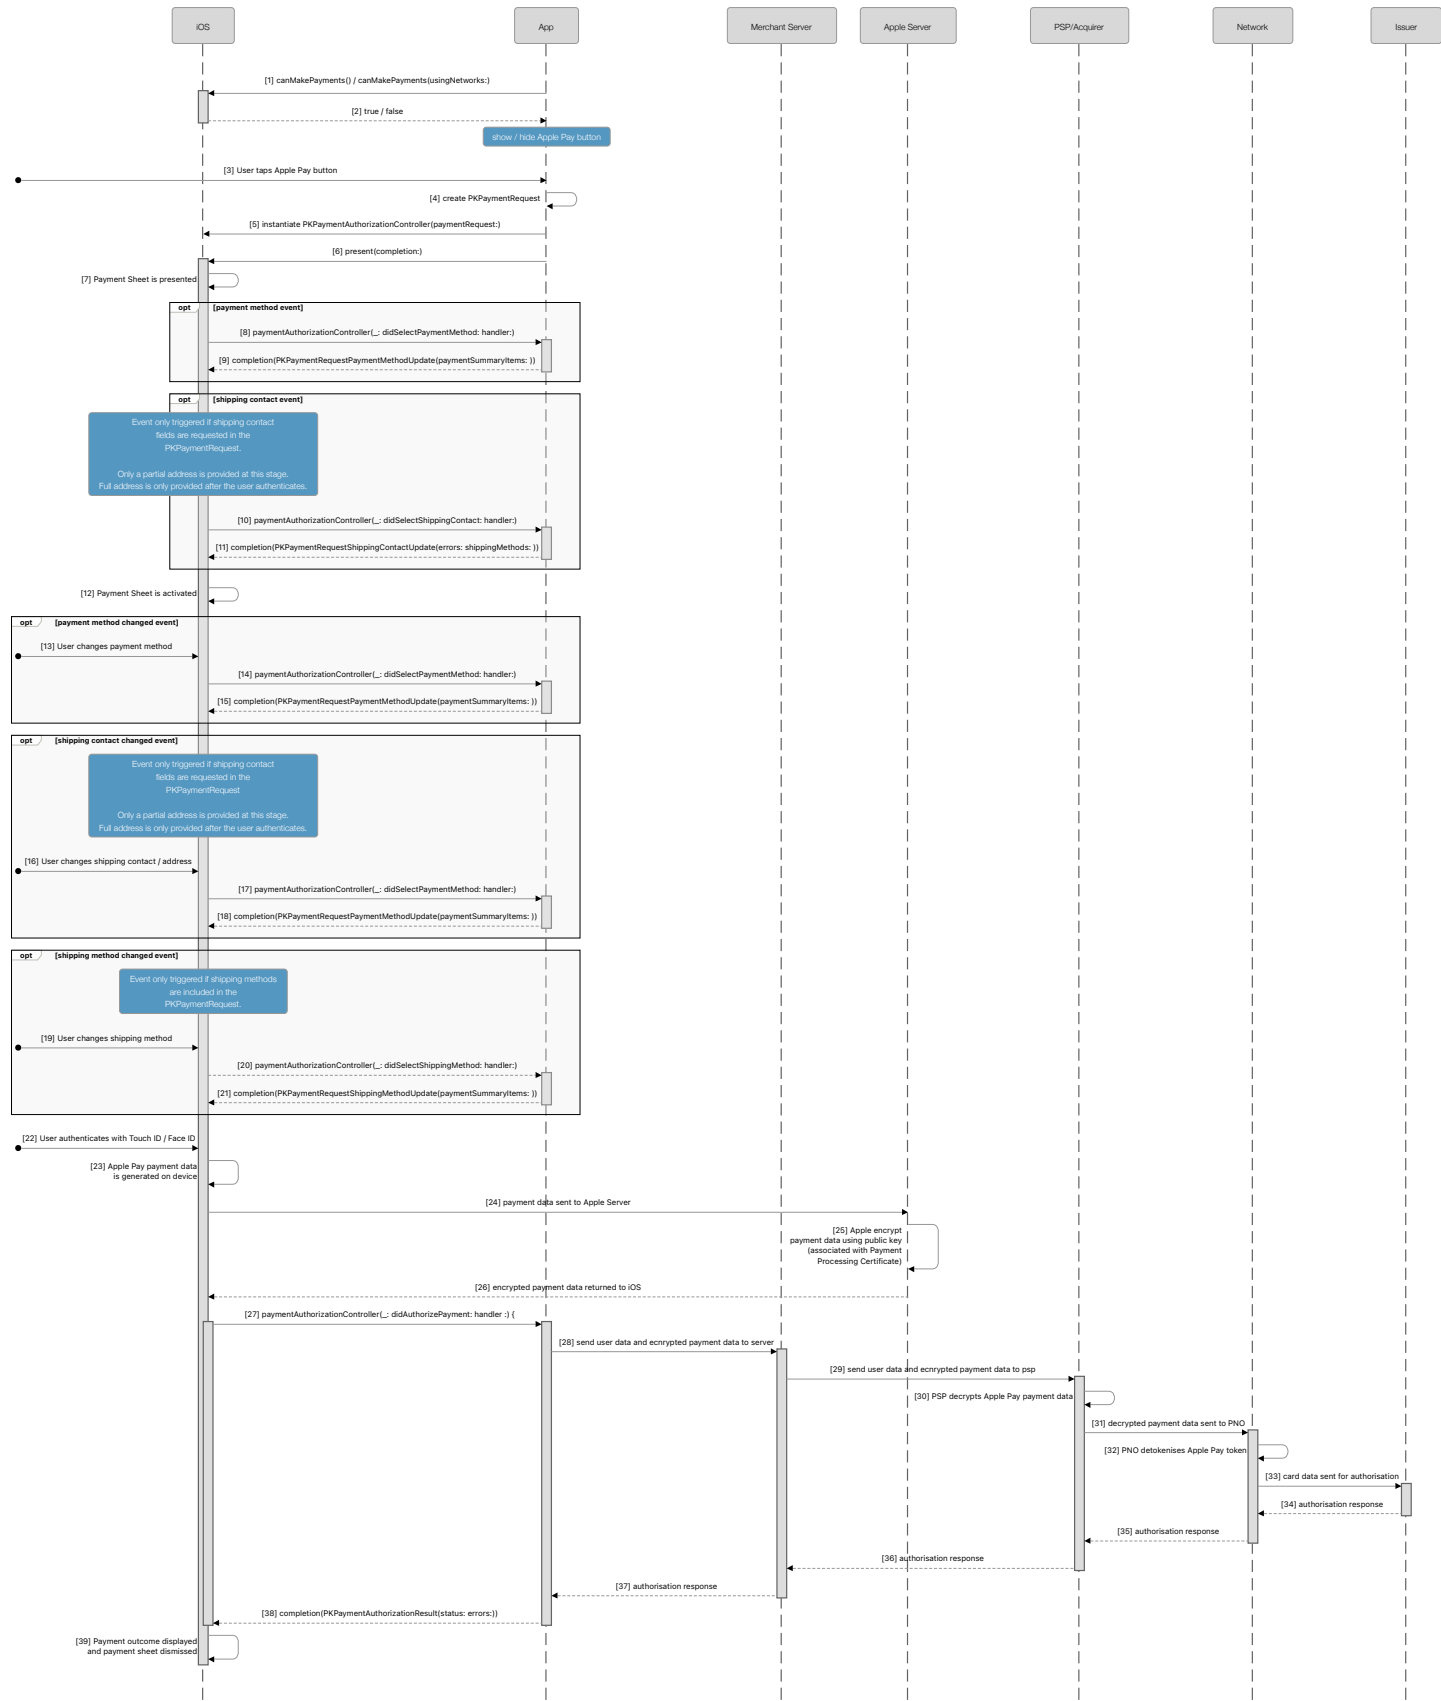 iOS
App
Merchant Server
Apple Server
PSP/Acquirer
Network
Issuer
[1] canMakePayments() / canMakePayments(usingNetworks:)
[2] true / false
show / hide Apple Pay button
[3] User taps Apple Pay button
[4] create PKPaymentRequest
[5] instantiate PKPaymentAuthorizationController(paymentRequest:)
[6] present(completion:)
[7] Payment Sheet is presented
opt [payment method event]
[8] paymentAuthorizationController(_: didSelectPaymentMethod: handler:)
[9] completion(PKPaymentRequestPaymentMethodUpdate(paymentSummaryItems: ))
opt [shipping contact event]
Event only triggered if shipping contact
fields are requested in the
PKPaymentRequest.
Only a partial address is provided at this stage.
Full address is only provided after the user authenticates.
[10] paymentAuthorizationController(_: didSelectShippingContact: handler:)
[11] completion(PKPaymentRequestShippingContactUpdate(errors: shippingMethods: ))
[12] Payment Sheet is activated
opt [payment method changed event]
[13] User changes payment method
[14] paymentAuthorizationController(_: didSelectPaymentMethod: handler:)
[15] completion(PKPaymentRequestPaymentMethodUpdate(paymentSummaryItems: ))
opt [shipping contact changed event]
Event only triggered if shipping contact
fields are requested in the
PKPaymentRequest
Only a partial address is provided at this stage.
Full address is only provided after the user authenticates.
[16] User changes shipping contact / address
[17] paymentAuthorizationController(_: didSelectPaymentMethod: handler:)
[18] completion(PKPaymentRequestPaymentMethodUpdate(paymentSummaryItems: ))
opt [shipping method changed event]
Event only triggered if shipping methods
are included in the
PKPaymentRequest.
[19] User changes shipping method
[20] paymentAuthorizationController(_: didSelectShippingMethod: handler:)
[21] completion(PKPaymentRequestShippingMethodUpdate(paymentSummaryItems: ))
[22] User authenticates with Touch ID / Face ID
[23] Apple Pay payment data
is generated on device
[24] payment data sent to Apple Server
[25] Apple encrypt
payment data using public key
(associated with Payment
Processing Certificate)
[26] encrypted payment data returned to iOS
[27] paymentAuthorizationController(_: didAuthorizePayment: handler :) {
[28] send user data and ecnrypted payment data to server
[29] send user data and ecnrypted payment data to psp
[30] PSP decrypts Apple Pay payment data
[31] decrypted payment data sent to PNO
[32] PNO detokenises Apple Pay token
[33] card data sent for authorisation
[34] authorisation response
[35] authorisation response
[36] authorisation response
[37] authorisation response
[38] completion(PKPaymentAuthorizationResult(status: errors:))
[39] Payment outcome displayed
and payment sheet dismissed